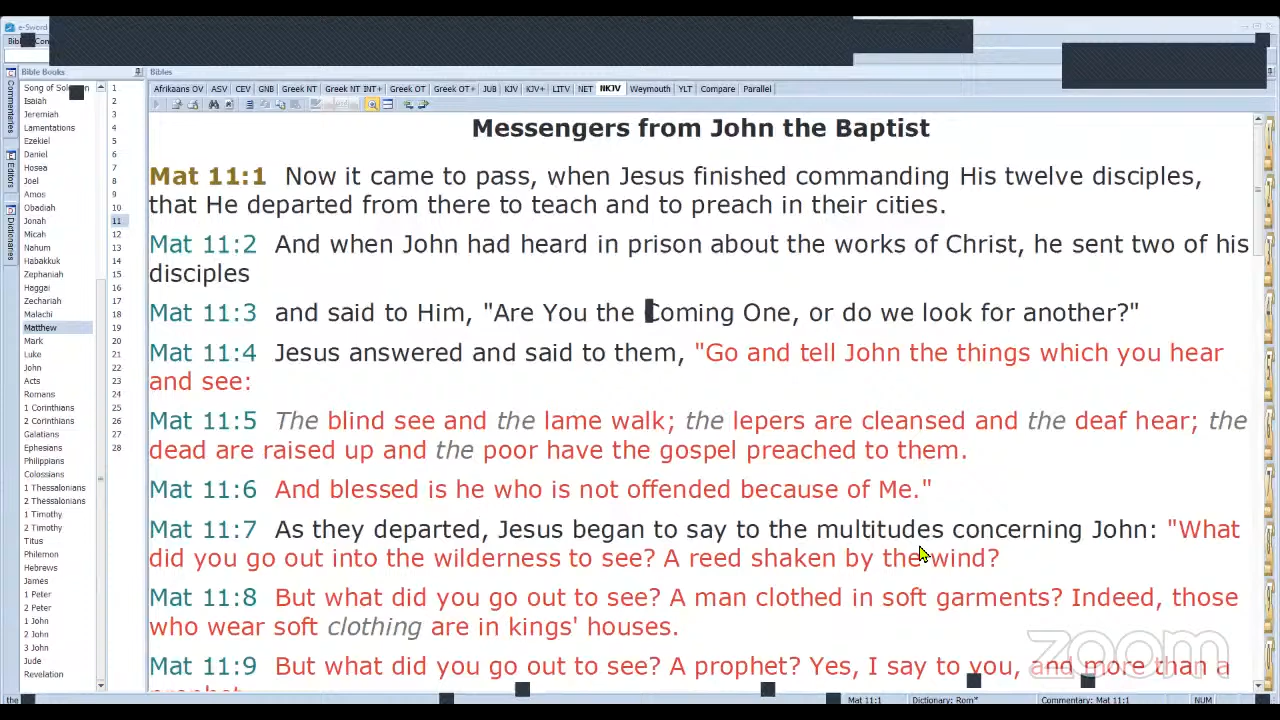 e-Sword
Bible Books
Bibles
Commentaries
Editors
Dictionaries
Afrikaans OV ASV CEV GNB Greek NT Greek NT INT+ Greek OT Greek OT+ JUB KJV KJV+ LITV NET NKJV Weymouth YLT Compare Parallel
Isaiah
Jeremiah
Lamentations
Ezekiel
Daniel
Hosea
Joel
Amos
Obadiah
Jonah
Micah
Nahum
Habakkuk
Zephaniah
Haggai
Zechariah
Malachi
Matthew
Mark
Luke
John
Acts
Romans
1 Corinthians
2 Corinthians
Galatians
Ephesians
Philippians
Colossians
1 Thessalonians
2 Thessalonians
1 Timothy
2 Timothy
Titus
Philemon
Hebrews
James
1 Peter
2 Peter
1 John
2 John
3 John
Jude
Revelation
1
2
3
4
5
6
7
8
9
10
11
12
13
14
15
16
17
18
19
20
21
22
23
24
25
26
27
28
Messengers from John the Baptist
Mat 11:1 Now it came to pass, when Jesus finished commanding His twelve disciples,
that He departed from there to teach and to preach in their cities.
Mat 11:2 And when John had heard in prison about the works of Christ, he sent two of his
disciples
Mat 11:3 and said to Him, "Are You the Coming One, or do we look for another?"
Mat 11:4 Jesus answered and said to them, "Go and tell John the things which you hear
and see:
Mat 11:5 The blind see and the lame walk; the lepers are cleansed and the deaf hear; the
dead are raised up and the poor have the gospel preached to them.
Mat 11:6 And blessed is he who is not offended because of Me."
Mat 11:7 As they departed, Jesus began to say to the multitudes concerning John: "What
did you go out into the wilderness to see? A reed shaken by the wind?
Mat 11:8 But what did you go out to see? A man clothed in soft garments? Indeed, those
who wear soft clothing are in kings' houses.
Mat 11:9 But what did you go out to see? A prophet? Yes, I say to you, and more than a
zoom
Mat 11:1 Dictionary: Rom* Commentary: Mat 11:1 NUM